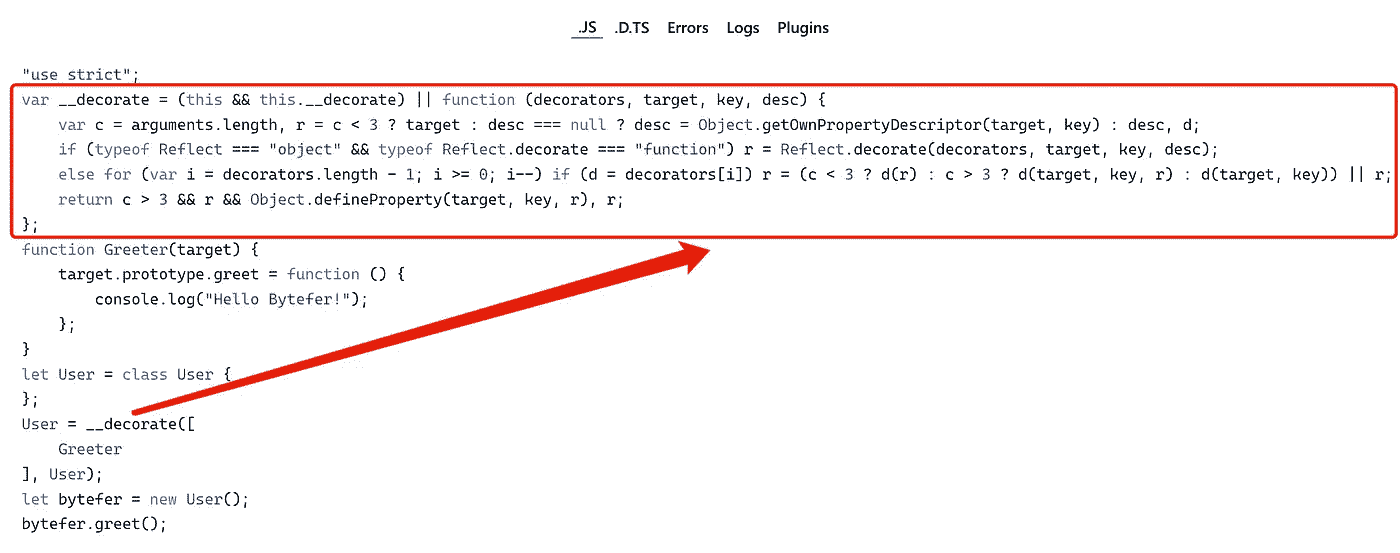 .JS .D.TS Errors Logs Plugins
"use strict";
var __decorate = (this && this.__decorate) || function (decorators, target, key, desc) {
    var c = arguments.length, r = c < 3 ? target : desc === null ? desc = Object.getOwnPropertyDescriptor(target, key) : desc, d;
    if (typeof Reflect === "object" && typeof Reflect.decorate === "function") r = Reflect.decorate(decorators, target, key, desc);
    else for (var i = decorators.length - 1; i >= 0; i--) if (d = decorators[i]) r = (c < 3 ? d(r) : c > 3 ? d(target, key, r) : d(target, key)) || r;
    return c > 3 && r && Object.defineProperty(target, key, r), r;
};
function Greeter(target) {
    target.prototype.greet = function () {
        console.log("Hello Bytefer!");
    };
}
let User = class User {
};
User = __decorate([
    Greeter
], User);
let bytefer = new User();
bytefer.greet();